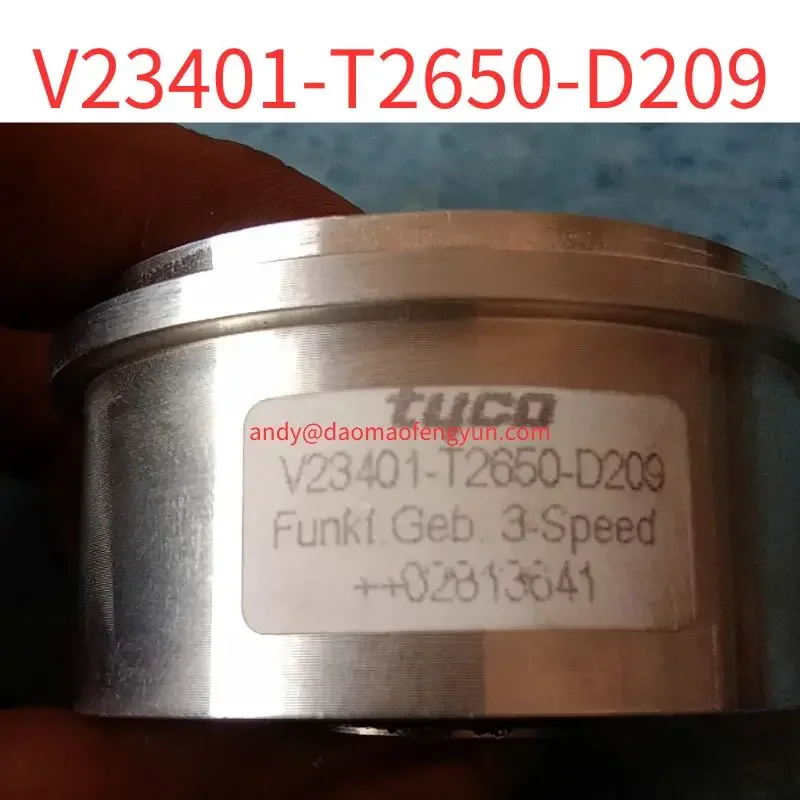 V23401-T2650-D209
tyco
andy@daomaofengyun.com
V23401-T2650-D209
Funkt.Geb. 3-Speed
++02813641